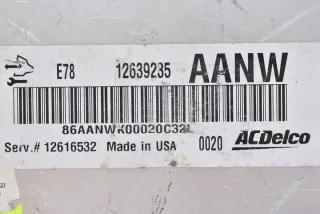 E78 12639235 AANW
86AANWK00020C32L
Serv.# 12616532 Made in USA 0020 ACDelco